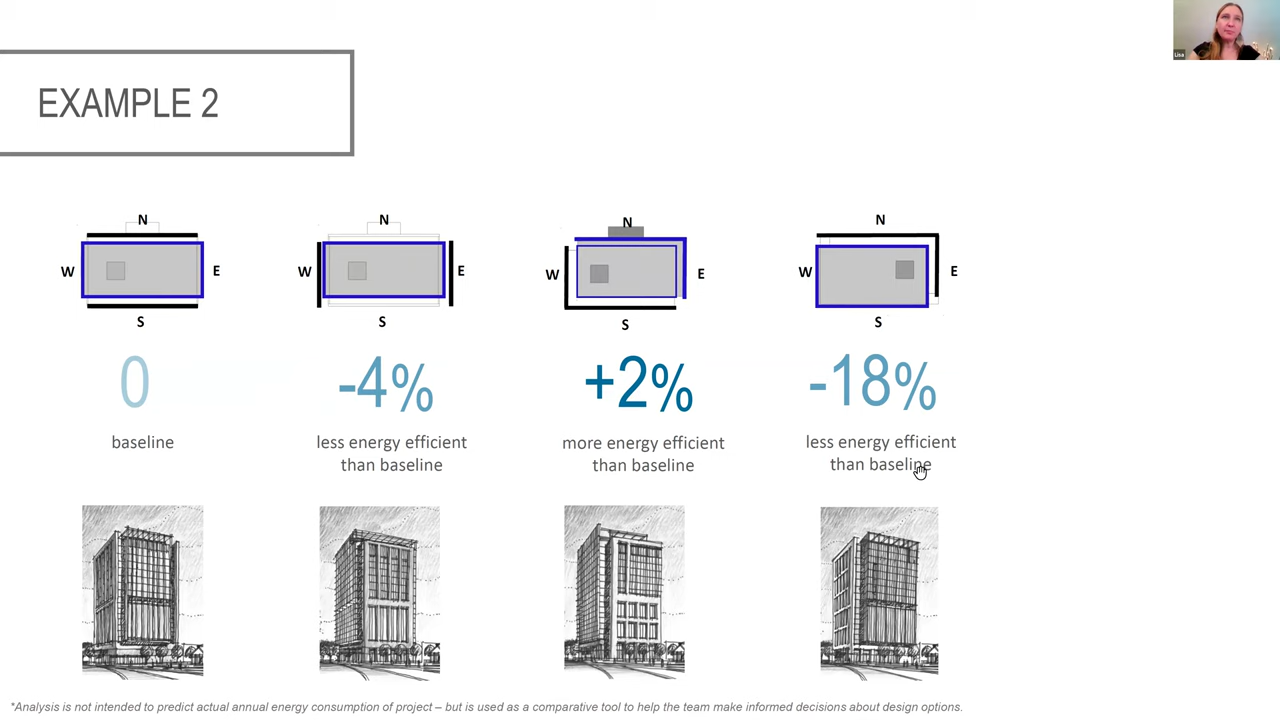 Lisa
EXAMPLE 2
N
W
E
S
N
W
E
S
N
W
E
S
N
W
E
S
0
baseline
-4%
less energy efficient
than baseline
+2%
more energy efficient
than baseline
-18%
less energy efficient
than baseline
*Analysis is not intended to predict actual annual energy consumption of project – but is used as a comparative tool to help the team make informed decisions about design options.